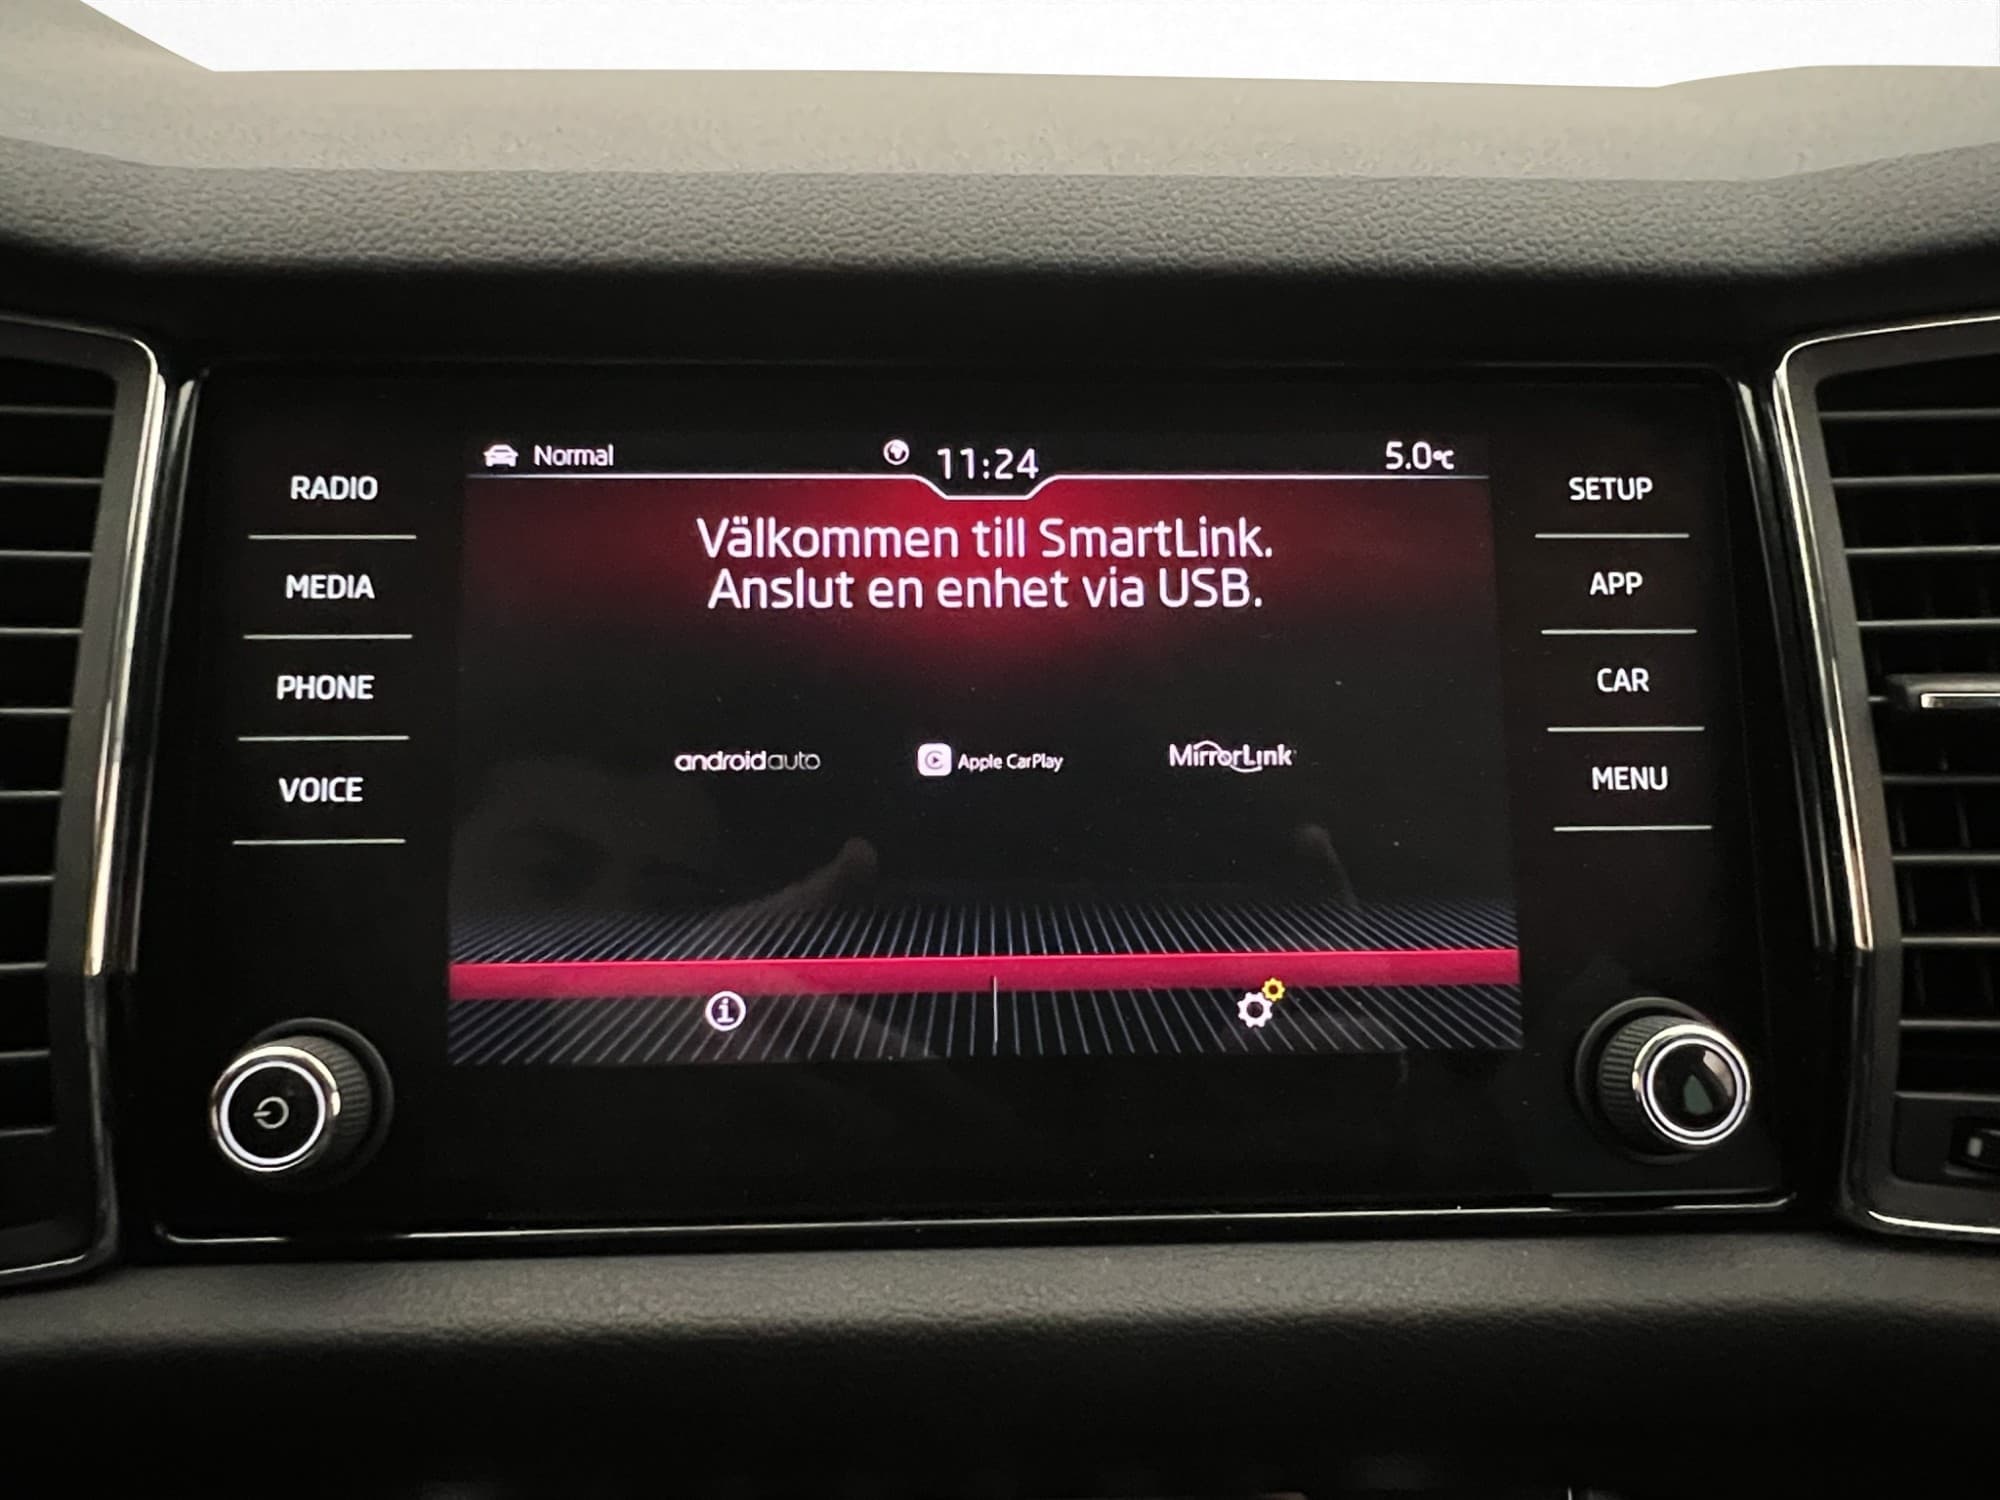 Normal
11:24
5.0°C
Välkommen till SmartLink.
Anslut en enhet via USB.
androidauto
Apple CarPlay
MirrorLink
RADIO
MEDIA
PHONE
VOICE
SETUP
APP
CAR
MENU